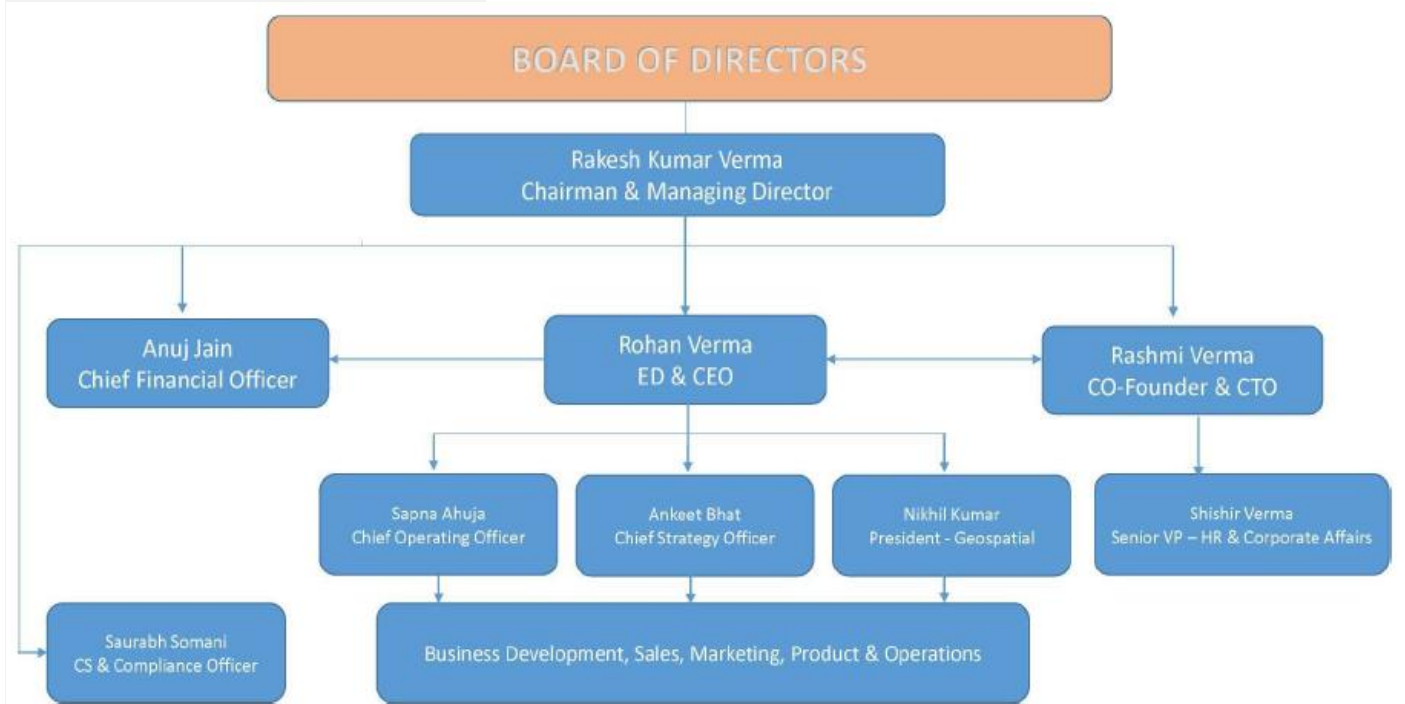 BOARD OF DIRECTORS
Rakesh Kumar Verma
Chairman & Managing Director
Anuj Jain
Chief Financial Officer
Rohan Verma
ED & CEO
Rashmi Verma
CO-Founder & CTO
Sapna Ahuja
Chief Operating Officer
Ankeet Bhat
Chief Strategy Officer
Nikhil Kumar
President - Geospatial
Shishir Verma
Senior VP – HR & Corporate Affairs
Saurabh Somani
CS & Compliance Officer
Business Development, Sales, Marketing, Product & Operations